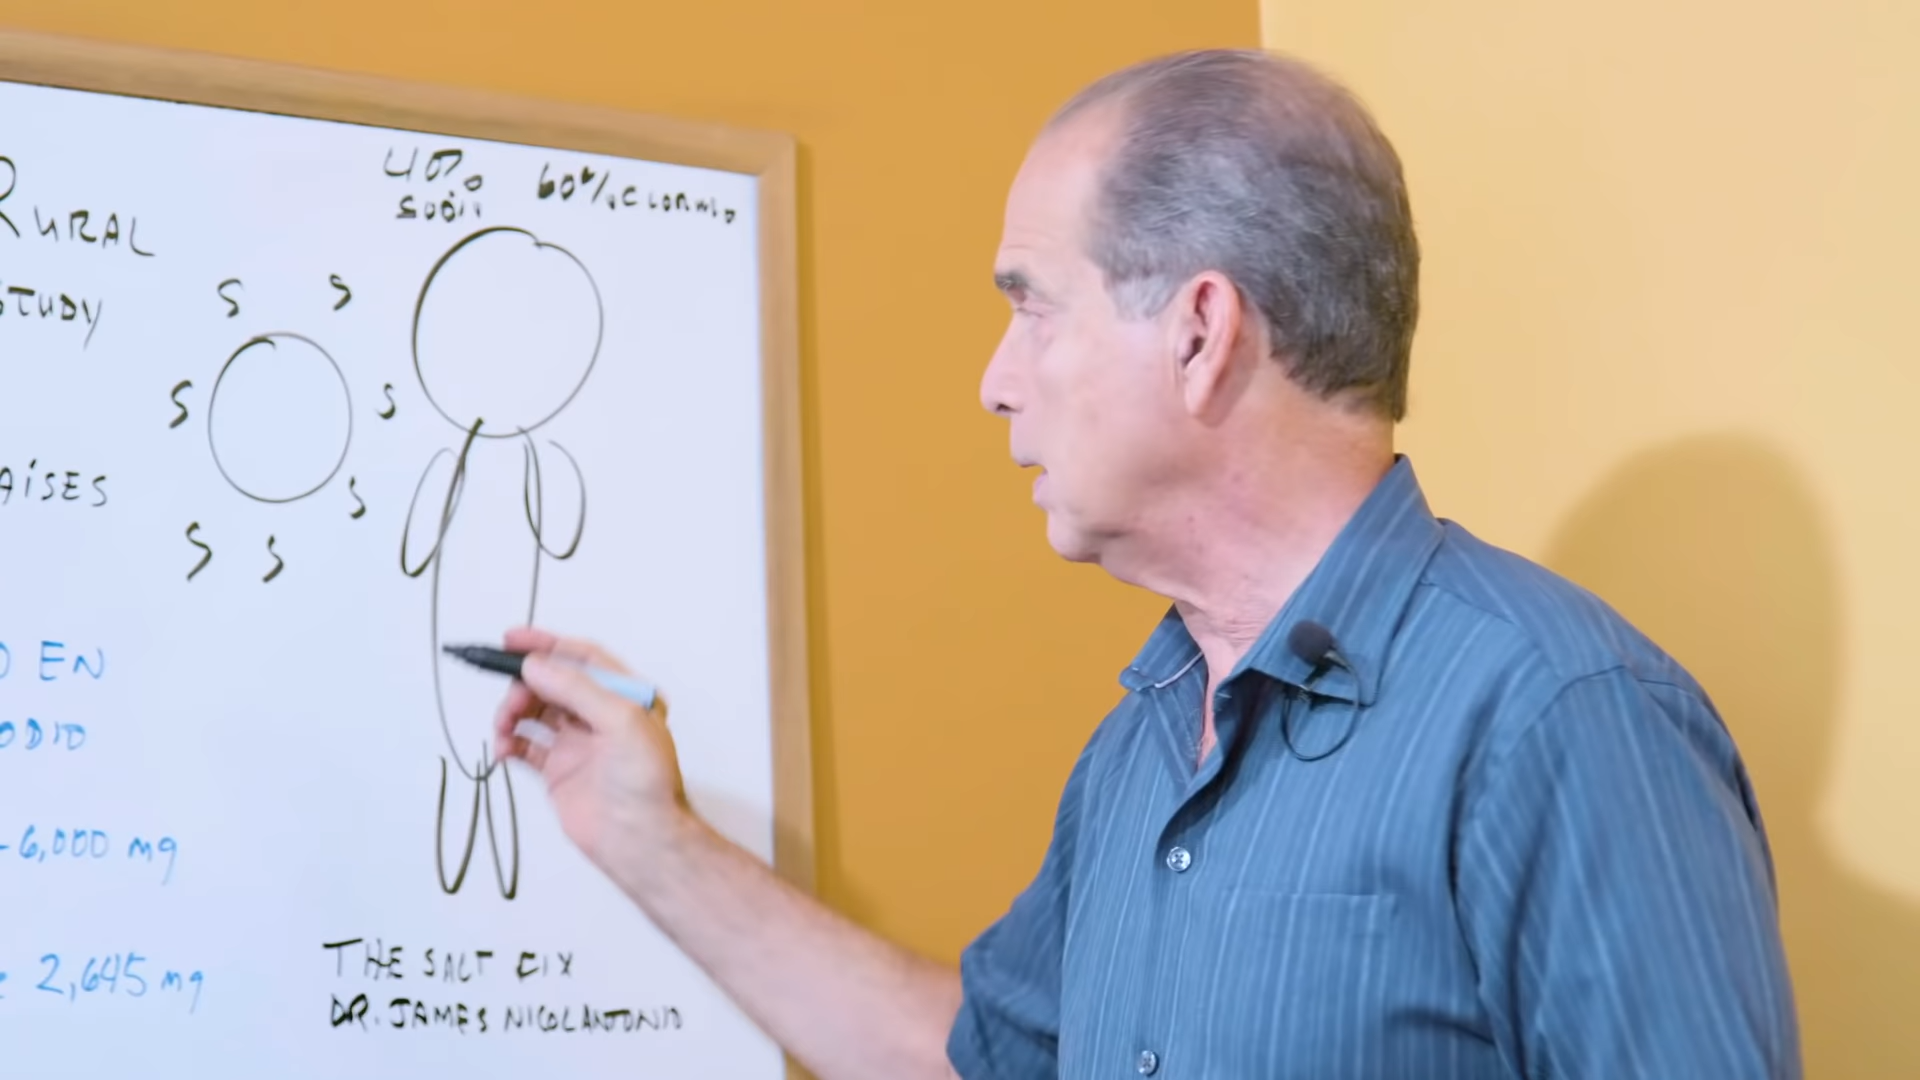 RURAL
STUDY
AISES
O EN
ODIO
-6,000 mg
2,645 mg
40%
60% CLORURO
S S
S S
S
S S
THE SALT FIX
DR. JAMES NICOLANTONIO